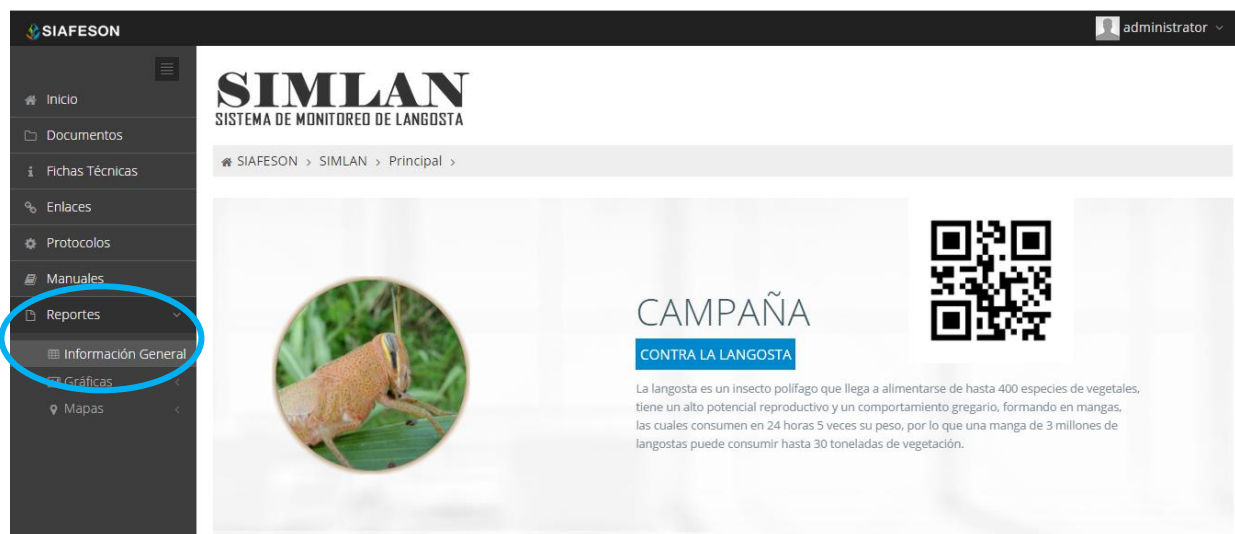 SIAFESON
administrator
Inicio
Documentos
Fichas Técnicas
Enlaces
Protocolos
Manuales
Reportes
Información General
Gráficas
Mapas
SIMLAN
SISTEMA DE MONITOREO DE LANGOSTA
SIAFESON > SIMLAN > Principal >
CAMPAÑA
CONTRA LA LANGOSTA
La langosta es un insecto polífago que llega a alimentarse de hasta 400 especies de vegetales,
tiene un alto potencial reproductivo y un comportamiento gregario, formando en mangas,
las cuales consumen en 24 horas 5 veces su peso, por lo que una manga de 3 millones de
langostas puede consumir hasta 30 toneladas de vegetación.